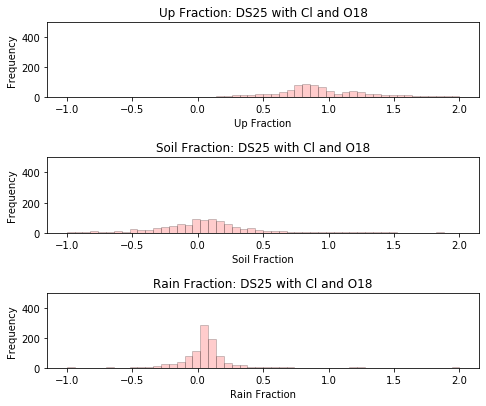 Up Fraction: DS25 with Cl and O18
400
200
0
Frequency
−1.0 −0.5 0.0 0.5 1.0 1.5 2.0
Up Fraction
Soil Fraction: DS25 with Cl and O18
400
200
0
Frequency
−1.0 −0.5 0.0 0.5 1.0 1.5 2.0
Soil Fraction
Rain Fraction: DS25 with Cl and O18
400
200
0
Frequency
−1.0 −0.5 0.0 0.5 1.0 1.5 2.0
Rain Fraction